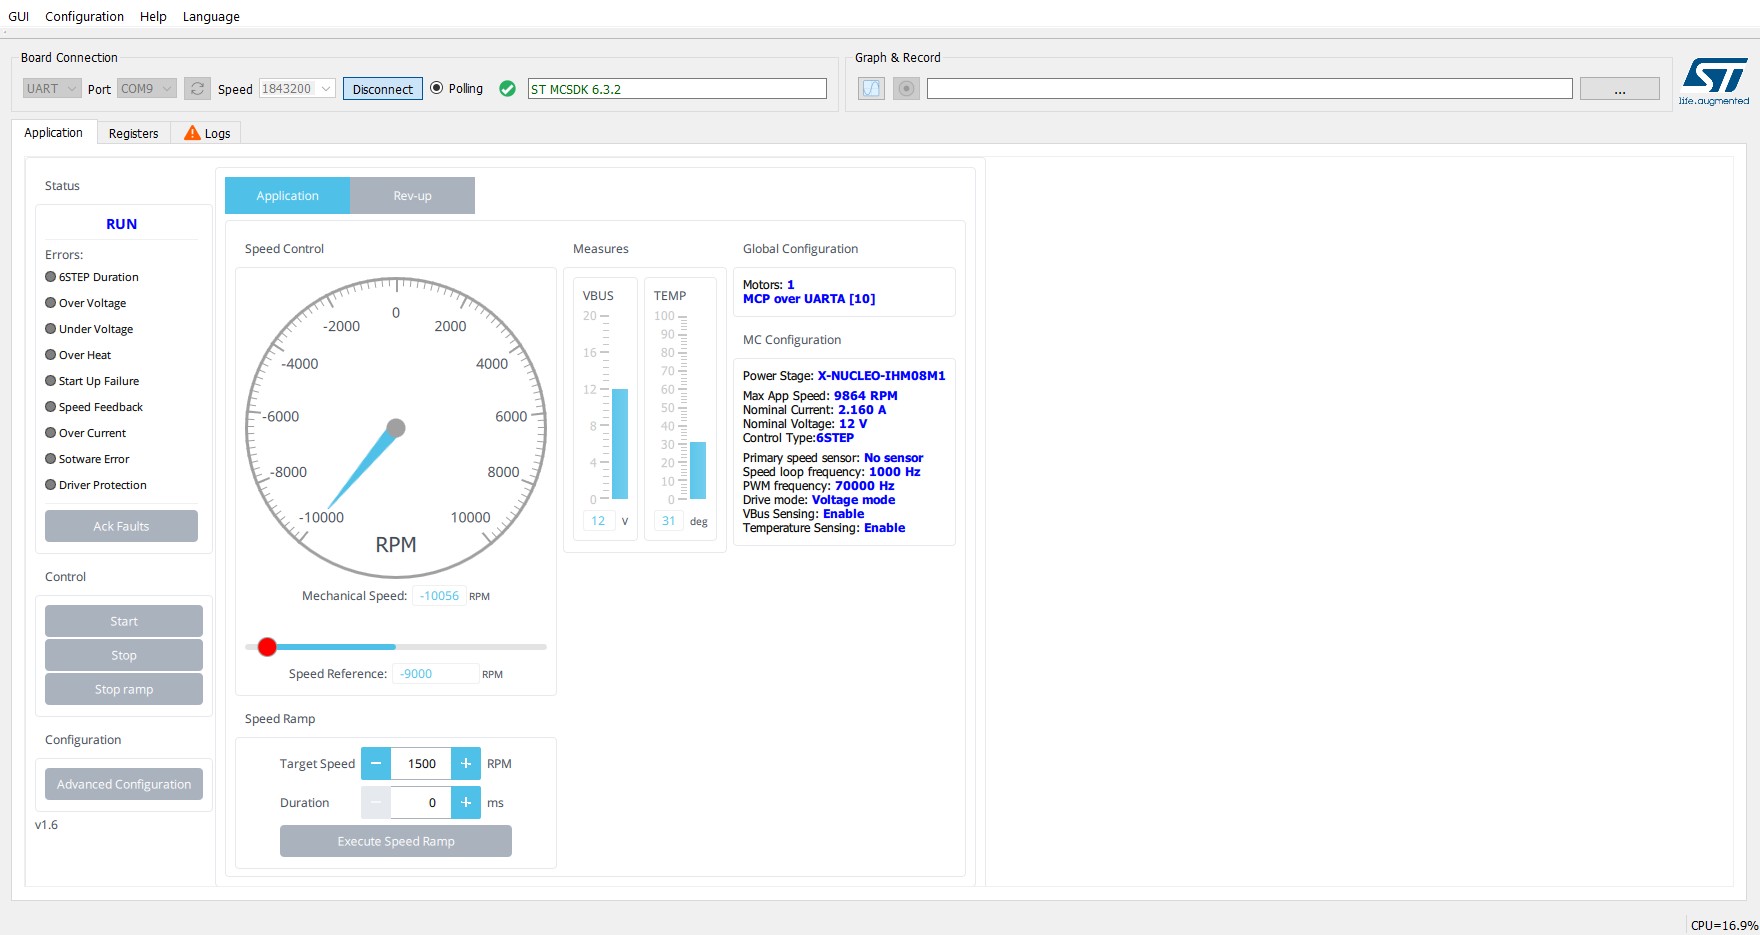 GUI Configuration Help Language
Board Connection
UART Port COM9 Speed 1843200 Disconnect Polling ST MCSDK 6.3.2
Graph & Record
...
ST
life.augmented
Application Registers Logs
Status
RUN
Errors:
6STEP Duration
Over Voltage
Under Voltage
Over Heat
Start Up Failure
Speed Feedback
Over Current
Sotware Error
Driver Protection
Ack Faults
Control
Start
Stop
Stop ramp
Configuration
Advanced Configuration
v1.6
Application Rev-up
Speed Control
0
-2000 2000
-4000 4000
-6000 6000
-8000 8000
-10000 10000
RPM
Mechanical Speed: -10056 RPM
Speed Reference: -9000 RPM
Speed Ramp
Target Speed − 1500 + RPM
Duration − 0 + ms
Execute Speed Ramp
Measures
VBUS
20
16
12
8
4
0
12 V
TEMP
100
90
80
70
60
50
40
30
20
10
0
31 deg
Global Configuration
Motors: 1
MCP over UARTA [10]
MC Configuration
Power Stage: X-NUCLEO-IHM08M1
Max App Speed: 9864 RPM
Nominal Current: 2.160 A
Nominal Voltage: 12 V
Control Type:6STEP
Primary speed sensor: No sensor
Speed loop frequency: 1000 Hz
PWM frequency: 70000 Hz
Drive mode: Voltage mode
VBus Sensing: Enable
Temperature Sensing: Enable
CPU=16.9%